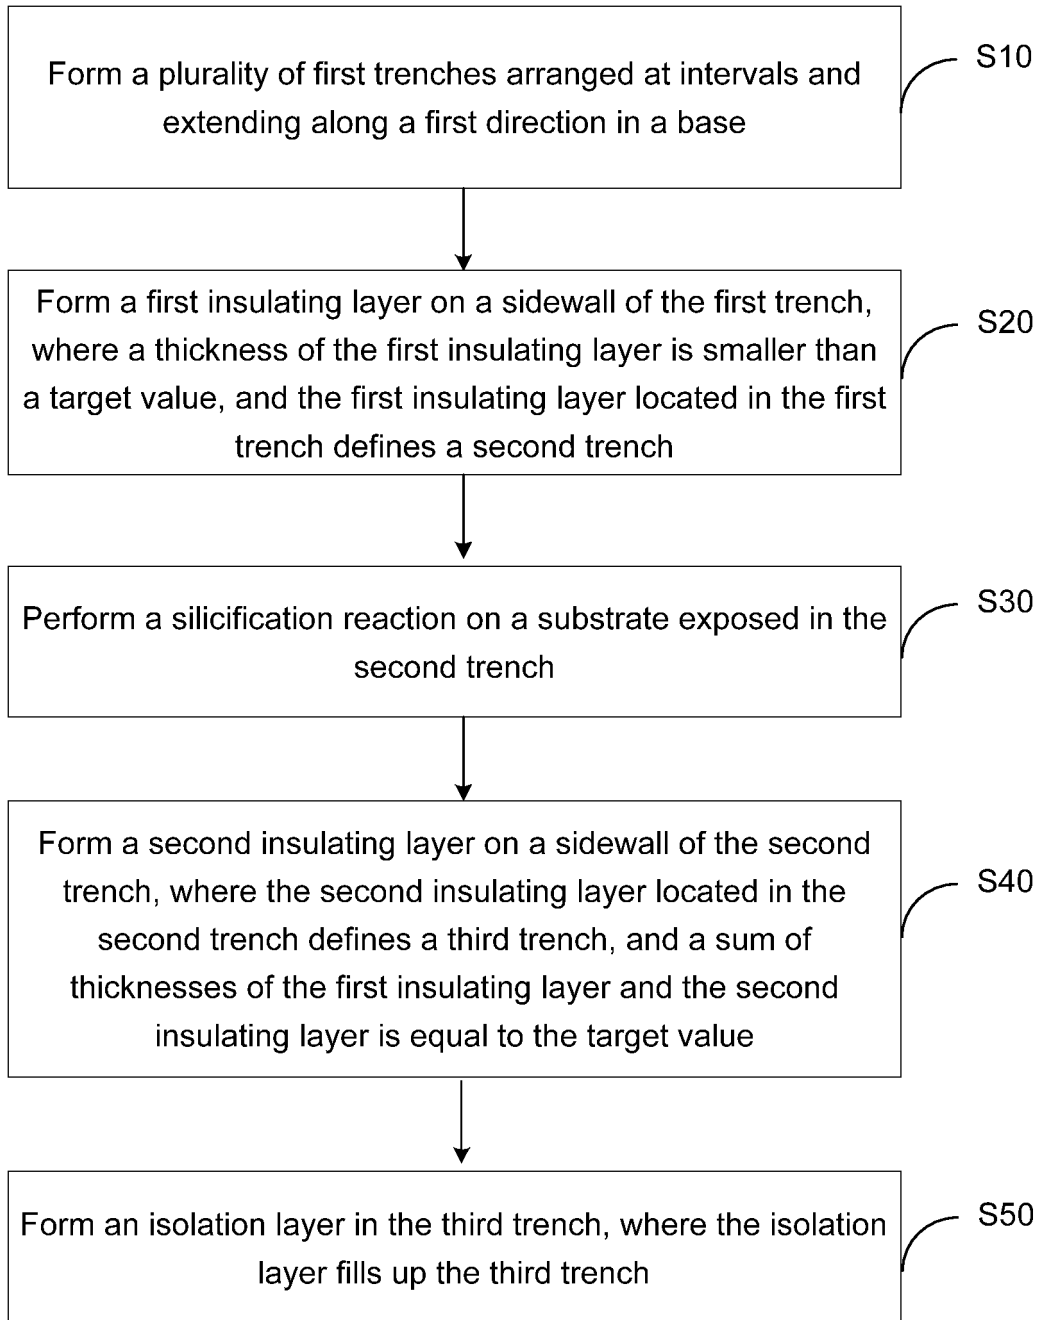 Form a plurality of first trenches arranged at intervals and
extending along a first direction in a base
S10
Form a first insulating layer on a sidewall of the first trench,
where a thickness of the first insulating layer is smaller than
a target value, and the first insulating layer located in the first
trench defines a second trench
S20
Perform a silicification reaction on a substrate exposed in the
second trench
S30
Form a second insulating layer on a sidewall of the second
trench, where the second insulating layer located in the
second trench defines a third trench, and a sum of
thicknesses of the first insulating layer and the second
insulating layer is equal to the target value
S40
Form an isolation layer in the third trench, where the isolation
layer fills up the third trench
S50